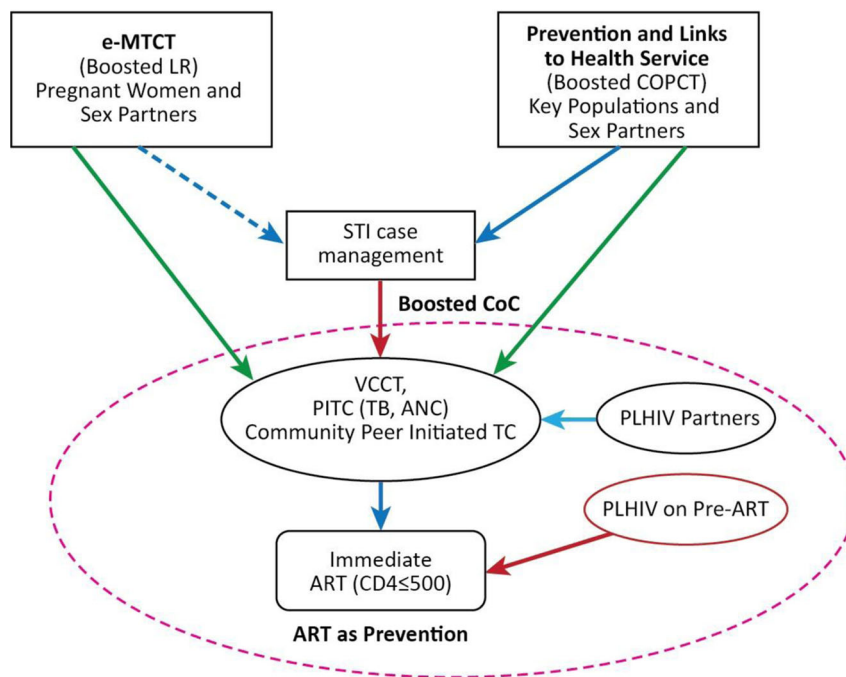 e-MTCT
(Boosted LR)
Pregnant Women and
Sex Partners
Prevention and Links
to Health Service
(Boosted COPCT)
Key Populations and
Sex Partners
STI case
management
Boosted CoC
VCCT,
PITC (TB, ANC)
Community Peer Initiated TC
PLHIV Partners
PLHIV on Pre-ART
Immediate
ART (CD4≤500)
ART as Prevention